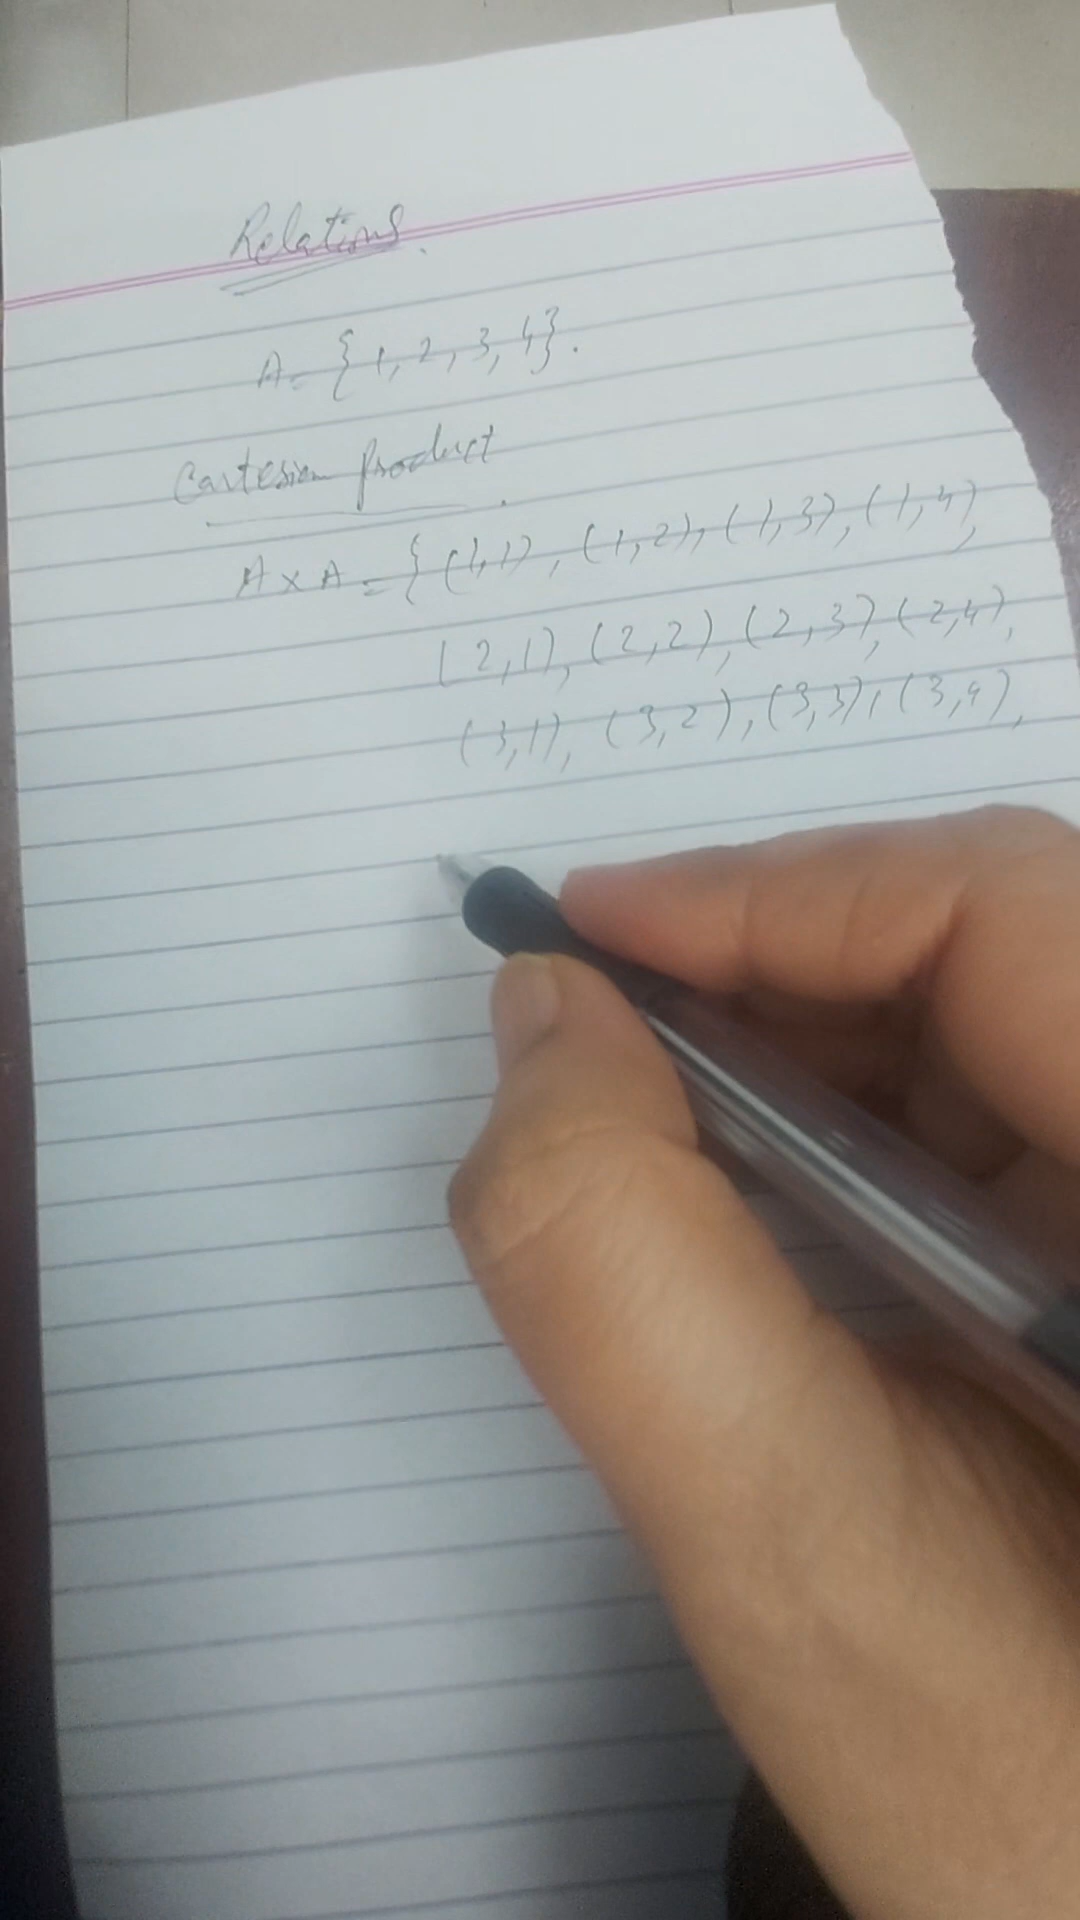 Relations.
A = {1, 2, 3, 4}.
Cartesian product.
A × A = {(1,1), (1,2), (1,3), (1,4),
(2,1), (2,2), (2,3), (2,4),
(3,1), (3,2), (3,3), (3,4),